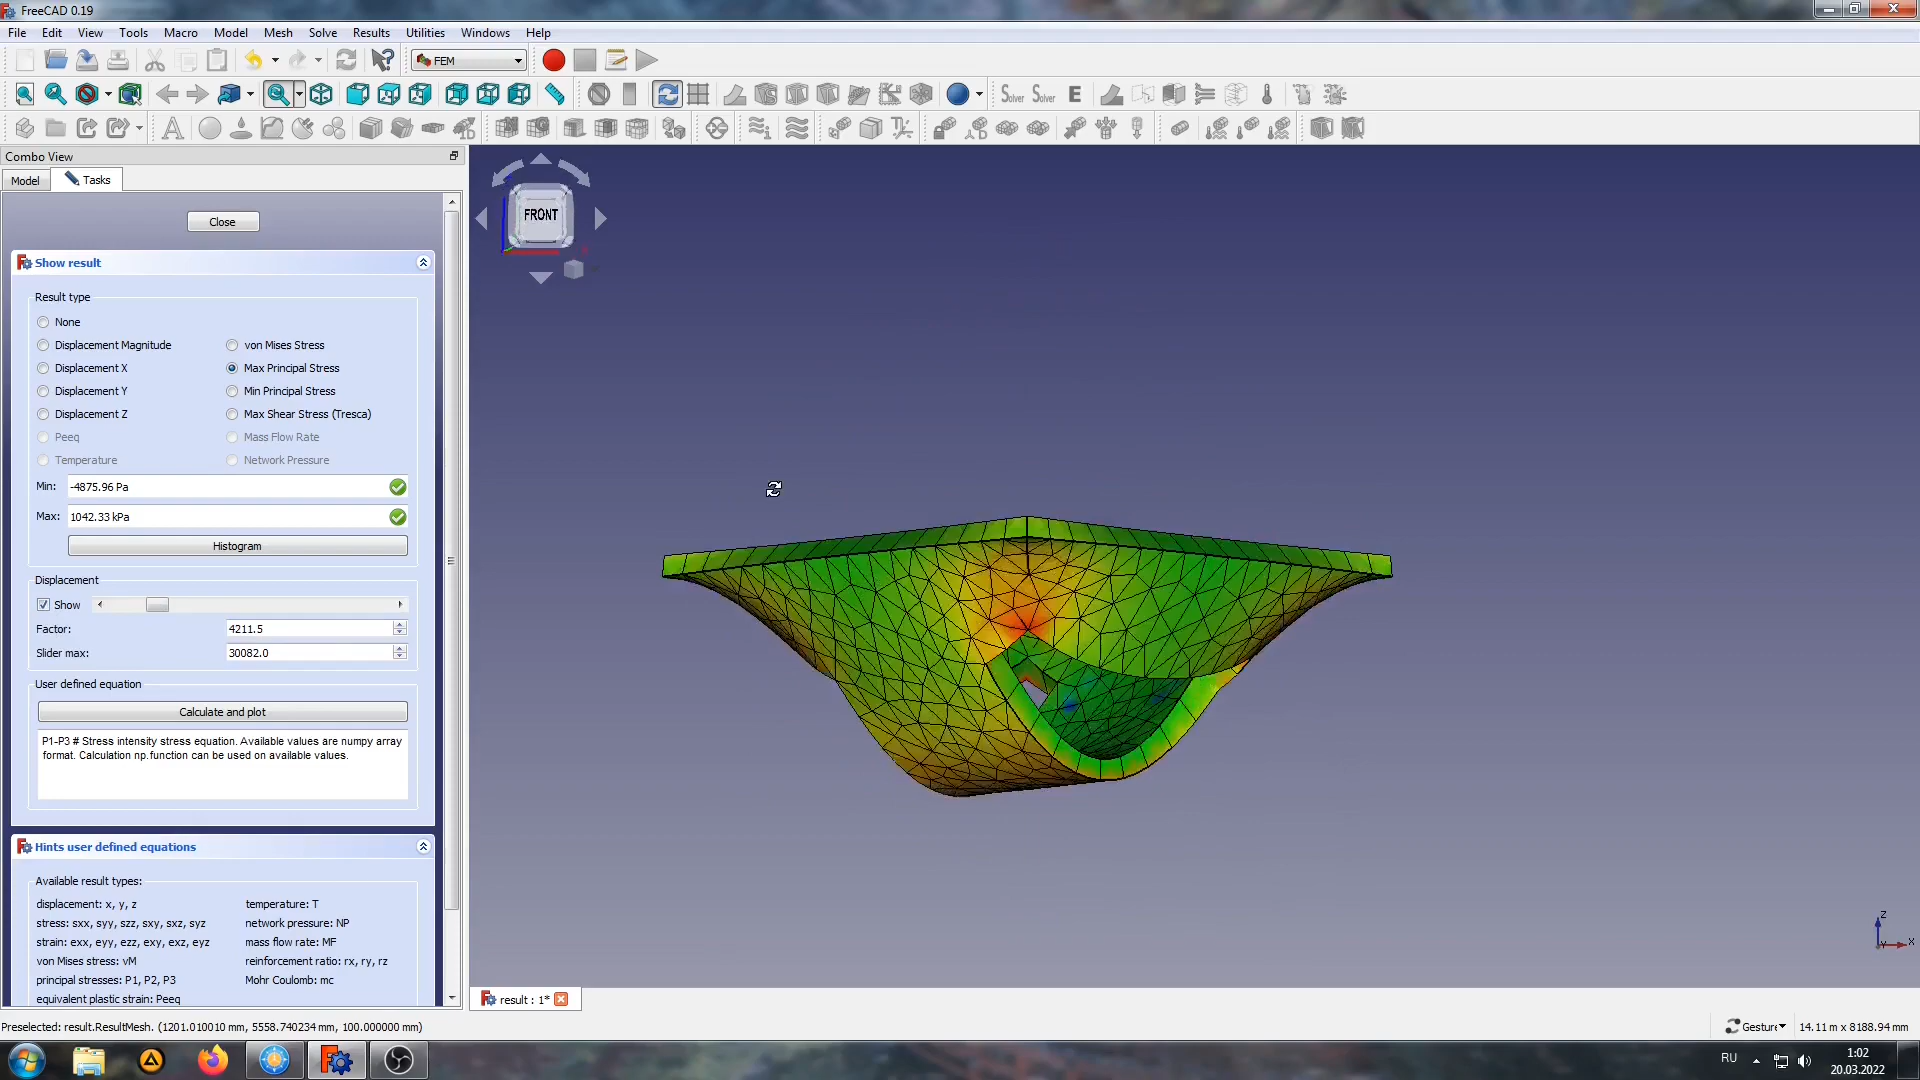 FreeCAD 0.19
File Edit View Tools Macro Model Mesh Solve Results Utilities Windows Help
FEM
Solver Solver E
A 1D
Combo View
Model Tasks
Close
Show result
Result type
None
Displacement Magnitude von Mises Stress
Displacement X Max Principal Stress
Displacement Y Min Principal Stress
Displacement Z Max Shear Stress (Tresca)
Peeq Mass Flow Rate
Temperature Network Pressure
Min: -4875.96 Pa
Max: 1042.33 kPa
Histogram
Displacement
Show
Factor: 4211.5
Slider max: 30082.0
User defined equation
Calculate and plot
P1-P3 # Stress intensity stress equation. Available values are numpy array
format. Calculation np.function can be used on available values.
Hints user defined equations
Available result types:
displacement: x, y, z temperature: T
stress: sxx, syy, szz, sxy, sxz, syz network pressure: NP
strain: exx, eyy, ezz, exy, exz, eyz mass flow rate: MF
von Mises stress: vM reinforcement ratio: rx, ry, rz
principal stresses: P1, P2, P3 Mohr Coulomb: mc
equivalent plastic strain: Peeq
FRONT
Z
Y X
result : 1*
Preselected: result.ResultMesh. (1201.010010 mm, 5558.740234 mm, 100.000000 mm)
Gesture 14.11 m x 8188.94 mm
RU
1:02
20.03.2022